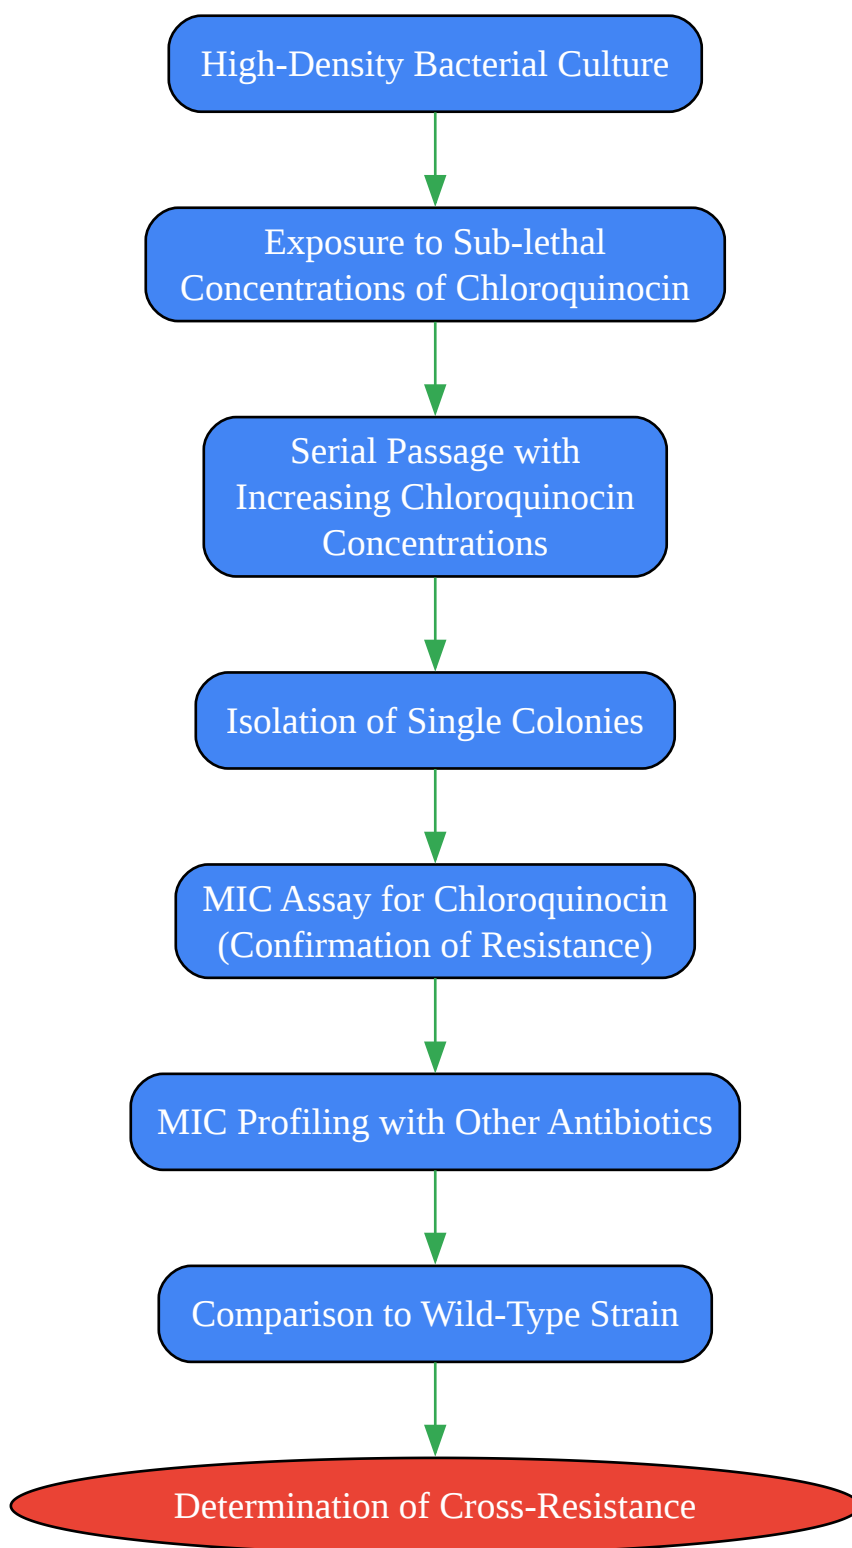 High-Density Bacterial Culture
Exposure to Sub-lethal
Concentrations of Chloroquinocin
Serial Passage with
Increasing Chloroquinocin
Concentrations
Isolation of Single Colonies
MIC Assay for Chloroquinocin
(Confirmation of Resistance)
MIC Profiling with Other Antibiotics
Comparison to Wild-Type Strain
Determination of Cross-Resistance